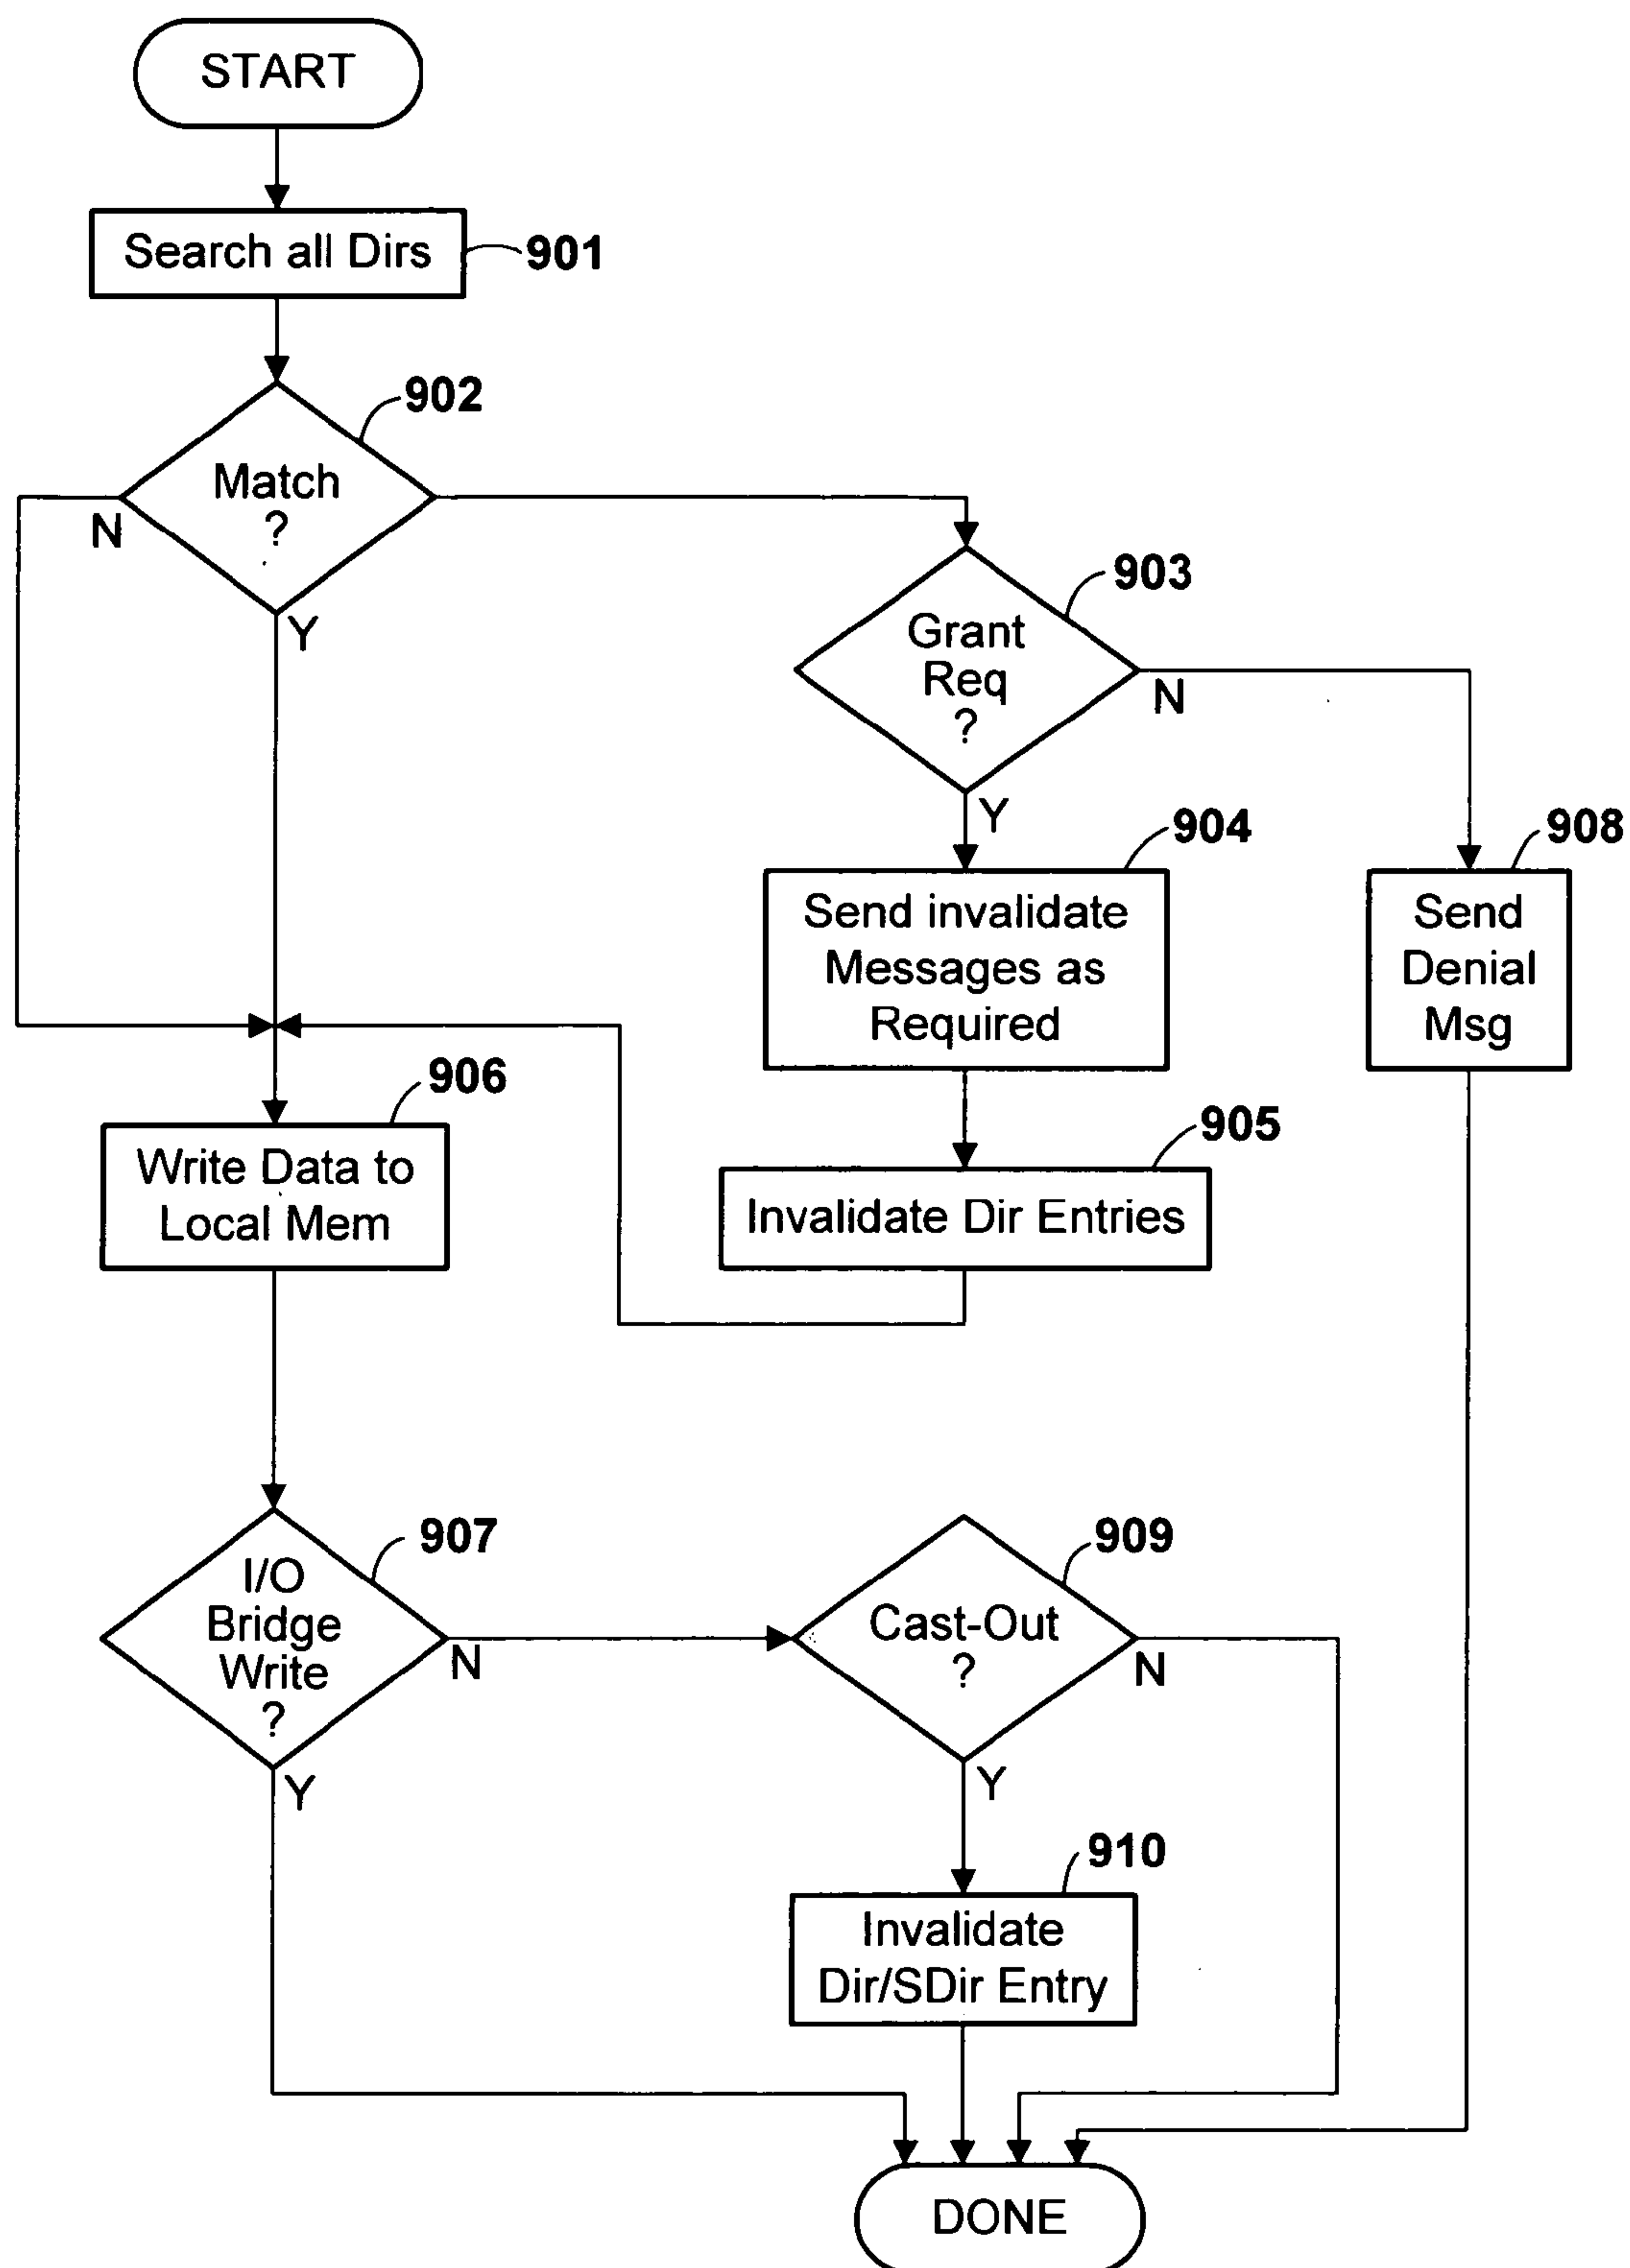 START
Search all Dirs
901
902
Match
?
N
Y
903
Grant
Req
?
N
Y
904
Send invalidate
Messages as
Required
908
Send
Denial
Msg
906
Write Data to
Local Mem
905
Invalidate Dir Entries
907
I/O
Bridge
Write
?
N
Y
909
Cast-Out
?
N
Y
910
Invalidate
Dir/SDir Entry
DONE